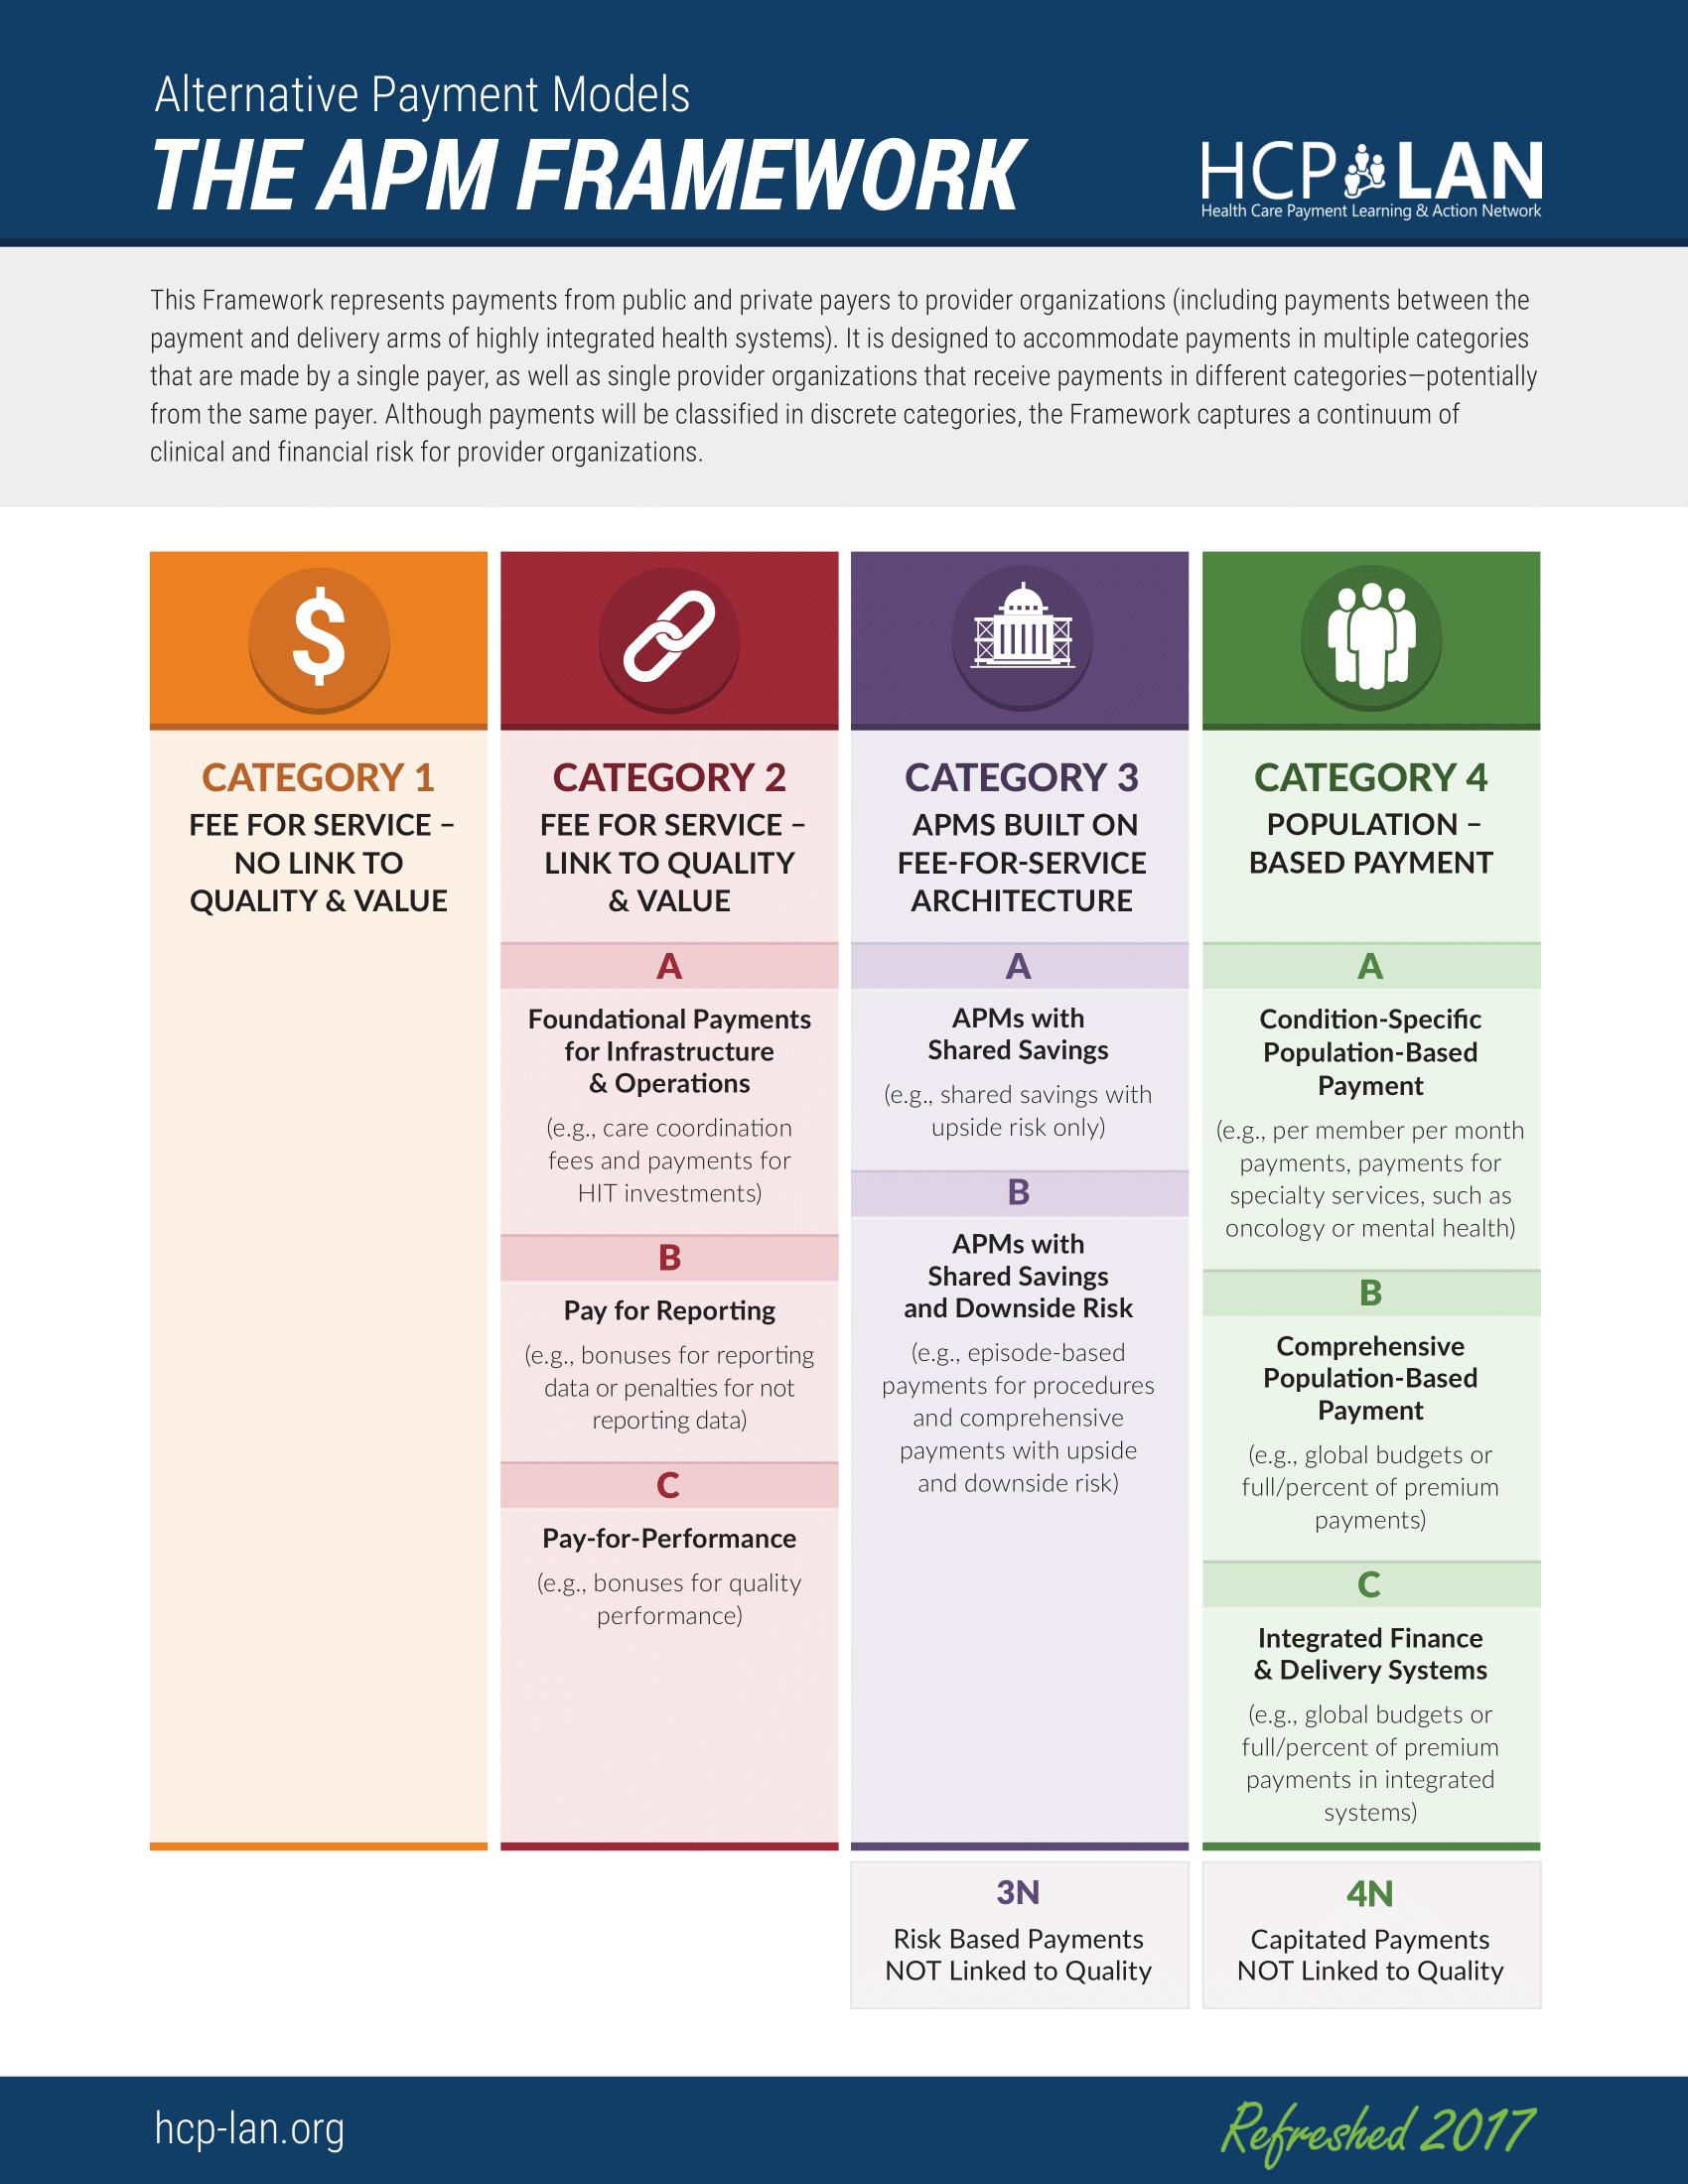 Alternative Payment Models
THE APM FRAMEWORK
HCP LAN
Health Care Payment Learning & Action Network
This Framework represents payments from public and private payers to provider organizations (including payments between the
payment and delivery arms of highly integrated health systems). It is designed to accommodate payments in multiple categories
that are made by a single payer, as well as single provider organizations that receive payments in different categories—potentially
from the same payer. Although payments will be classified in discrete categories, the Framework captures a continuum of
clinical and financial risk for provider organizations.
$
CATEGORY 1
FEE FOR SERVICE –
NO LINK TO
QUALITY & VALUE
CATEGORY 2
FEE FOR SERVICE –
LINK TO QUALITY
& VALUE
A
Foundational Payments
for Infrastructure
& Operations
(e.g., care coordination
fees and payments for
HIT investments)
B
Pay for Reporting
(e.g., bonuses for reporting
data or penalties for not
reporting data)
C
Pay-for-Performance
(e.g., bonuses for quality
performance)
CATEGORY 3
APMS BUILT ON
FEE-FOR-SERVICE
ARCHITECTURE
A
APMs with
Shared Savings
(e.g., shared savings with
upside risk only)
B
APMs with
Shared Savings
and Downside Risk
(e.g., episode-based
payments for procedures
and comprehensive
payments with upside
and downside risk)
3N
Risk Based Payments
NOT Linked to Quality
CATEGORY 4
POPULATION –
BASED PAYMENT
A
Condition-Specific
Population-Based
Payment
(e.g., per member per month
payments, payments for
specialty services, such as
oncology or mental health)
B
Comprehensive
Population-Based
Payment
(e.g., global budgets or
full/percent of premium
payments)
C
Integrated Finance
& Delivery Systems
(e.g., global budgets or
full/percent of premium
payments in integrated
systems)
4N
Capitated Payments
NOT Linked to Quality
hcp-lan.org
Refreshed 2017